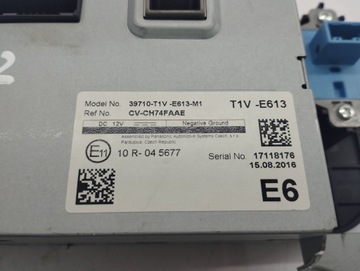 2
Model No. 39710-T1V -E613-M1 T1V -E613
Ref No. CV-CH74FAAE
DC 12V Negative Ground
Assembled by Panasonic Automotive Systems Czech, s.r.o.
Pardubice, Czech Republic
E11 10 R- 04 5677
Serial No. 17118176
15.08.2016
E6